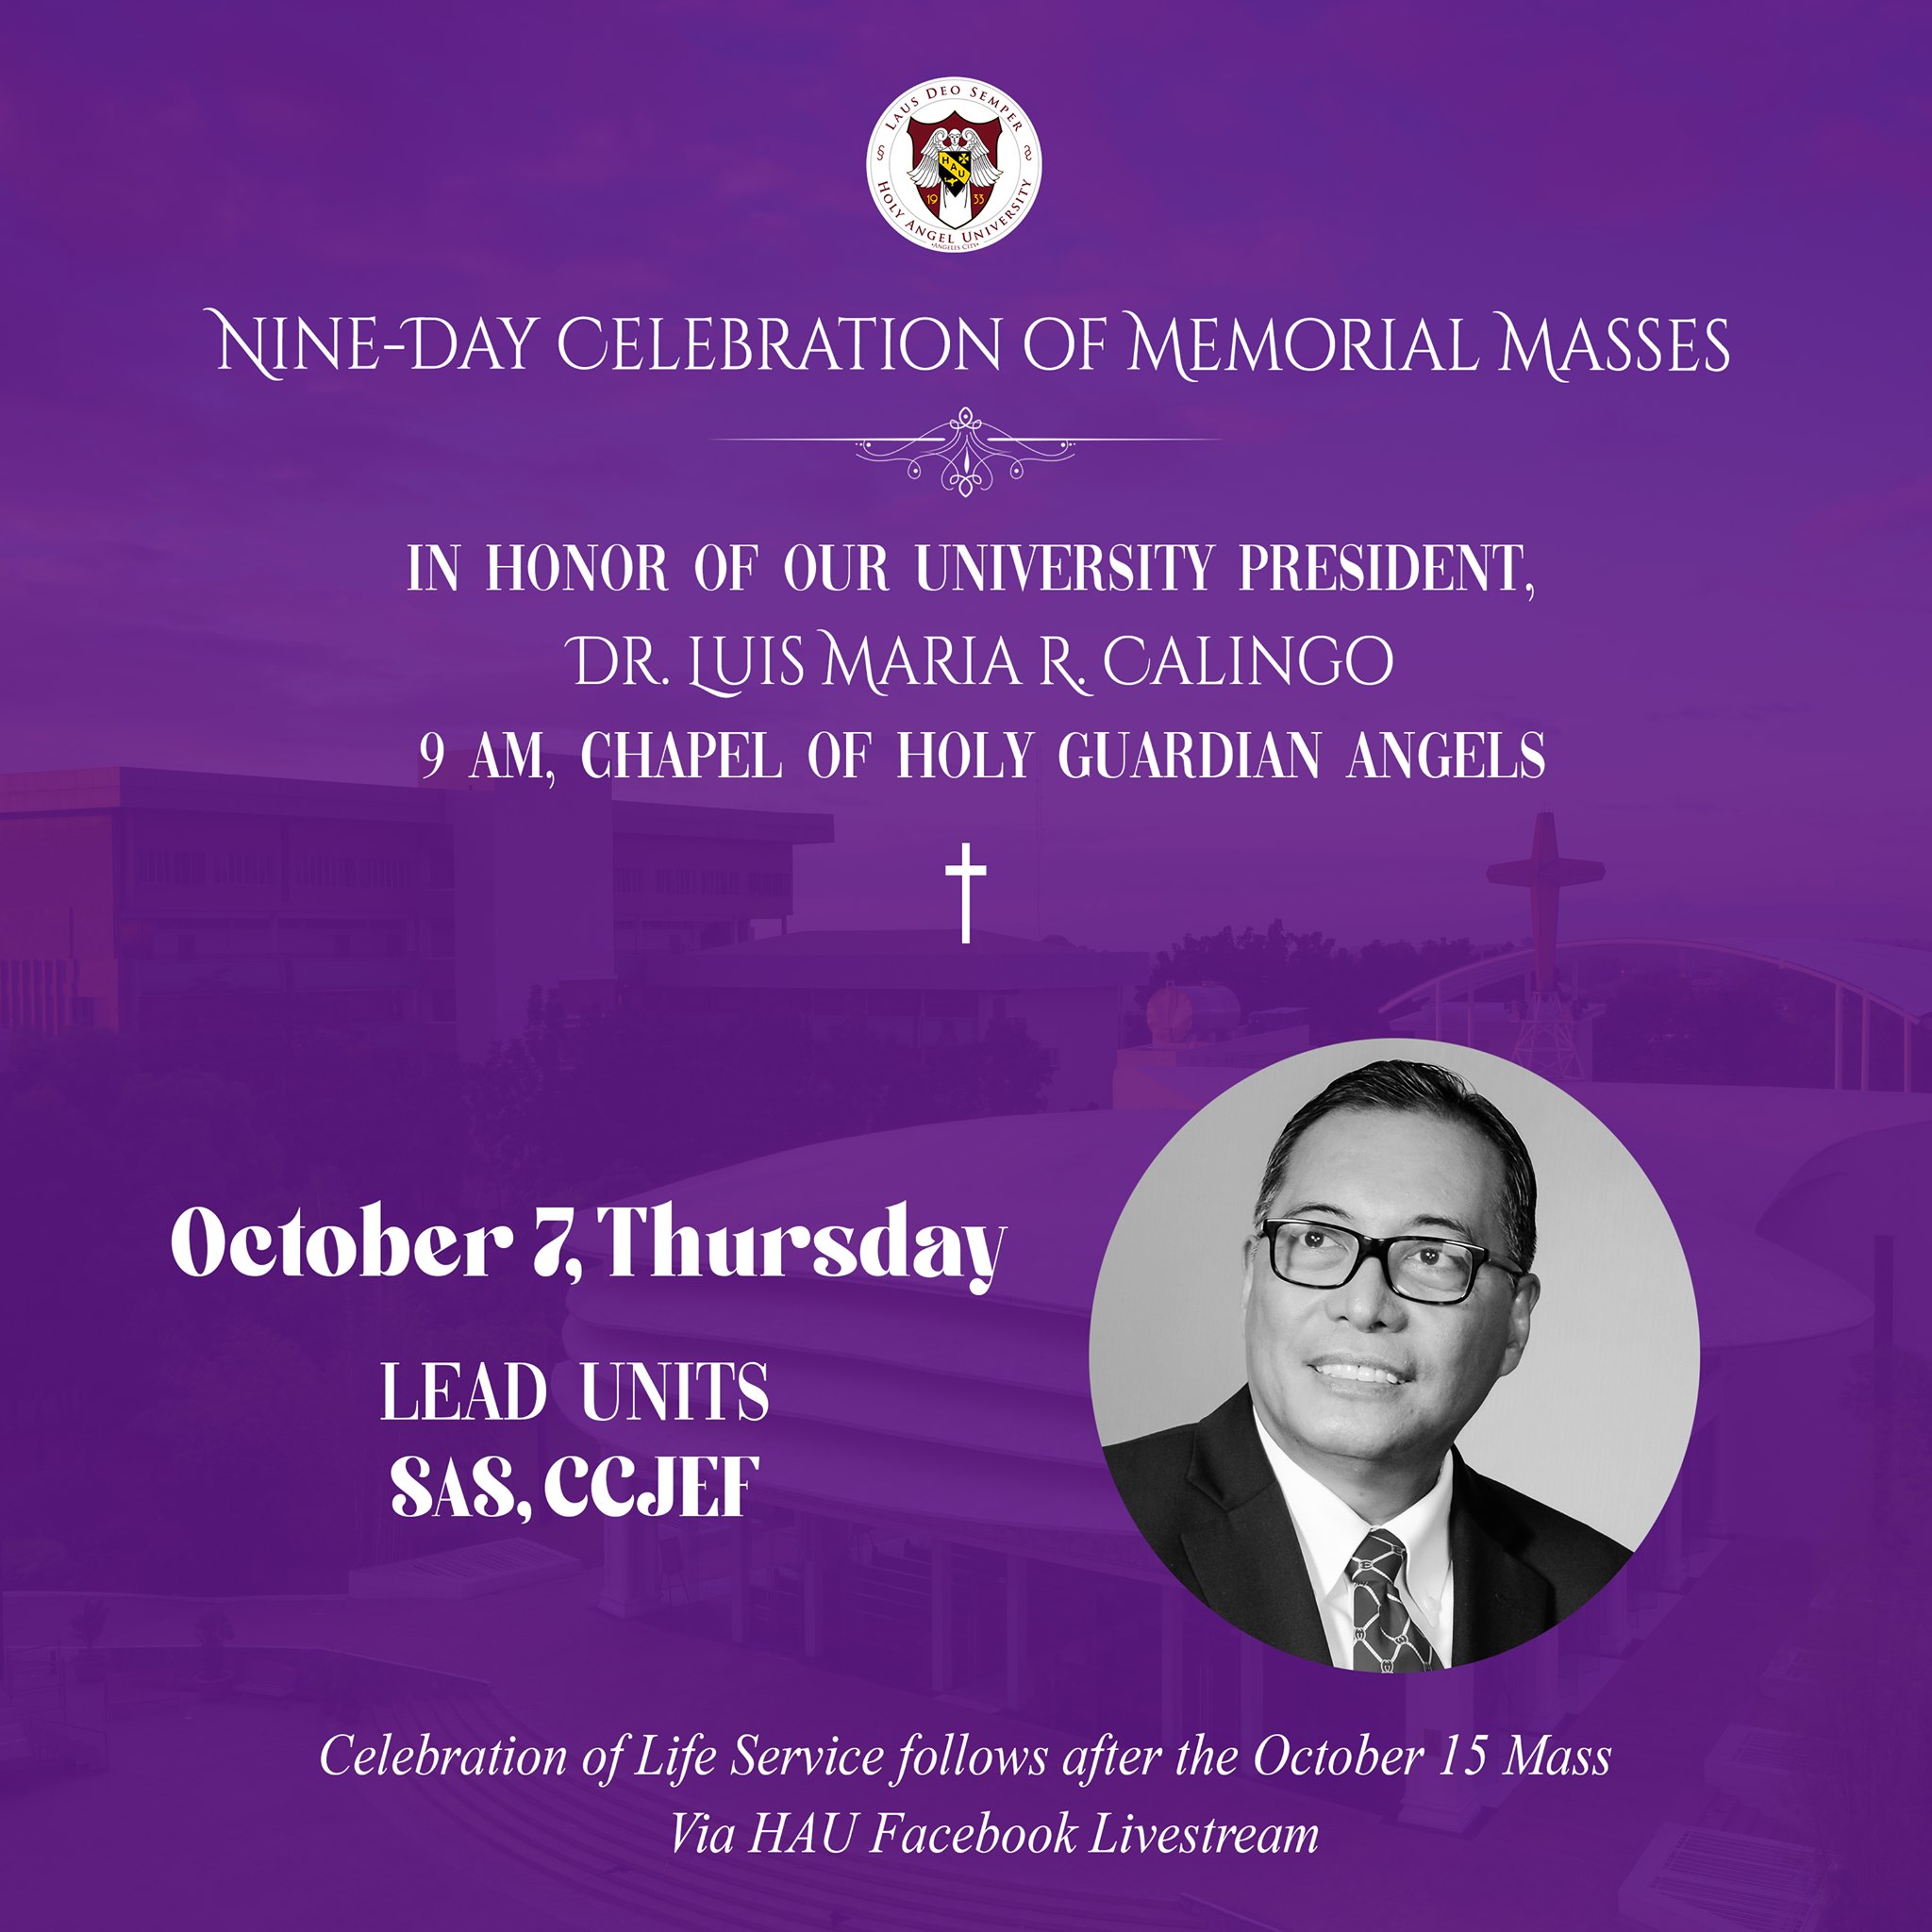 LAUS DEO SEMPER
HAU
19 33
HOLY ANGEL UNIVERSITY
•ANGELES CITY•
NINE-DAY CELEBRATION OF MEMORIAL MASSES
IN HONOR OF OUR UNIVERSITY PRESIDENT,
DR. LUIS MARIA R. CALINGO
9 AM, CHAPEL OF HOLY GUARDIAN ANGELS
October 7, Thursday
LEAD UNITS
SAS, CCJEF
Celebration of Life Service follows after the October 15 Mass
Via HAU Facebook Livestream